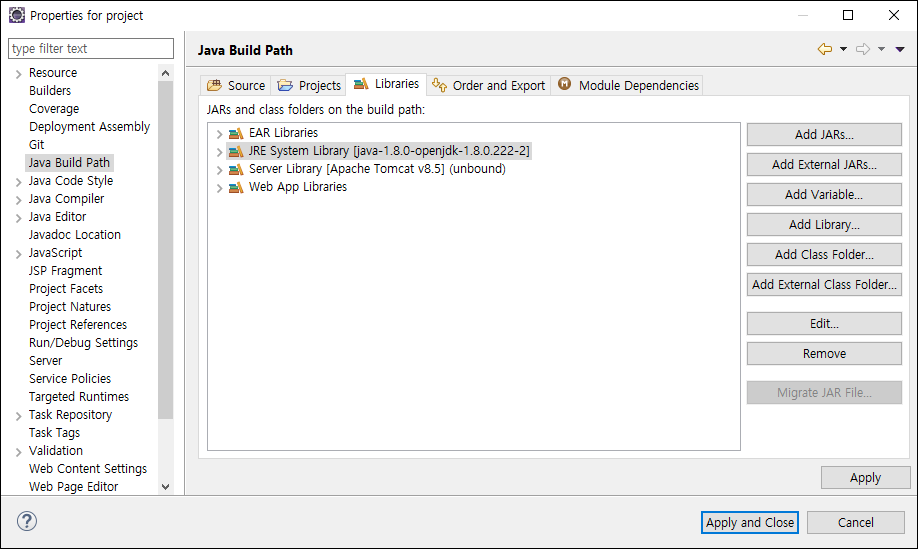 Properties for project
type filter text
Resource
Builders
Coverage
Deployment Assembly
Git
Java Build Path
Java Code Style
Java Compiler
Java Editor
Javadoc Location
JavaScript
JSP Fragment
Project Facets
Project Natures
Project References
Run/Debug Settings
Server
Service Policies
Targeted Runtimes
Task Repository
Task Tags
Validation
Web Content Settings
Web Page Editor
Java Build Path
Source
Projects
Libraries
Order and Export
M Module Dependencies
JARs and class folders on the build path:
EAR Libraries
JRE System Library [java-1.8.0-openjdk-1.8.0.222-2]
Server Library [Apache Tomcat v8.5] (unbound)
Web App Libraries
Add JARs...
Add External JARs...
Add Variable...
Add Library...
Add Class Folder...
Add External Class Folder...
Edit...
Remove
Migrate JAR File...
Apply
?
Apply and Close
Cancel